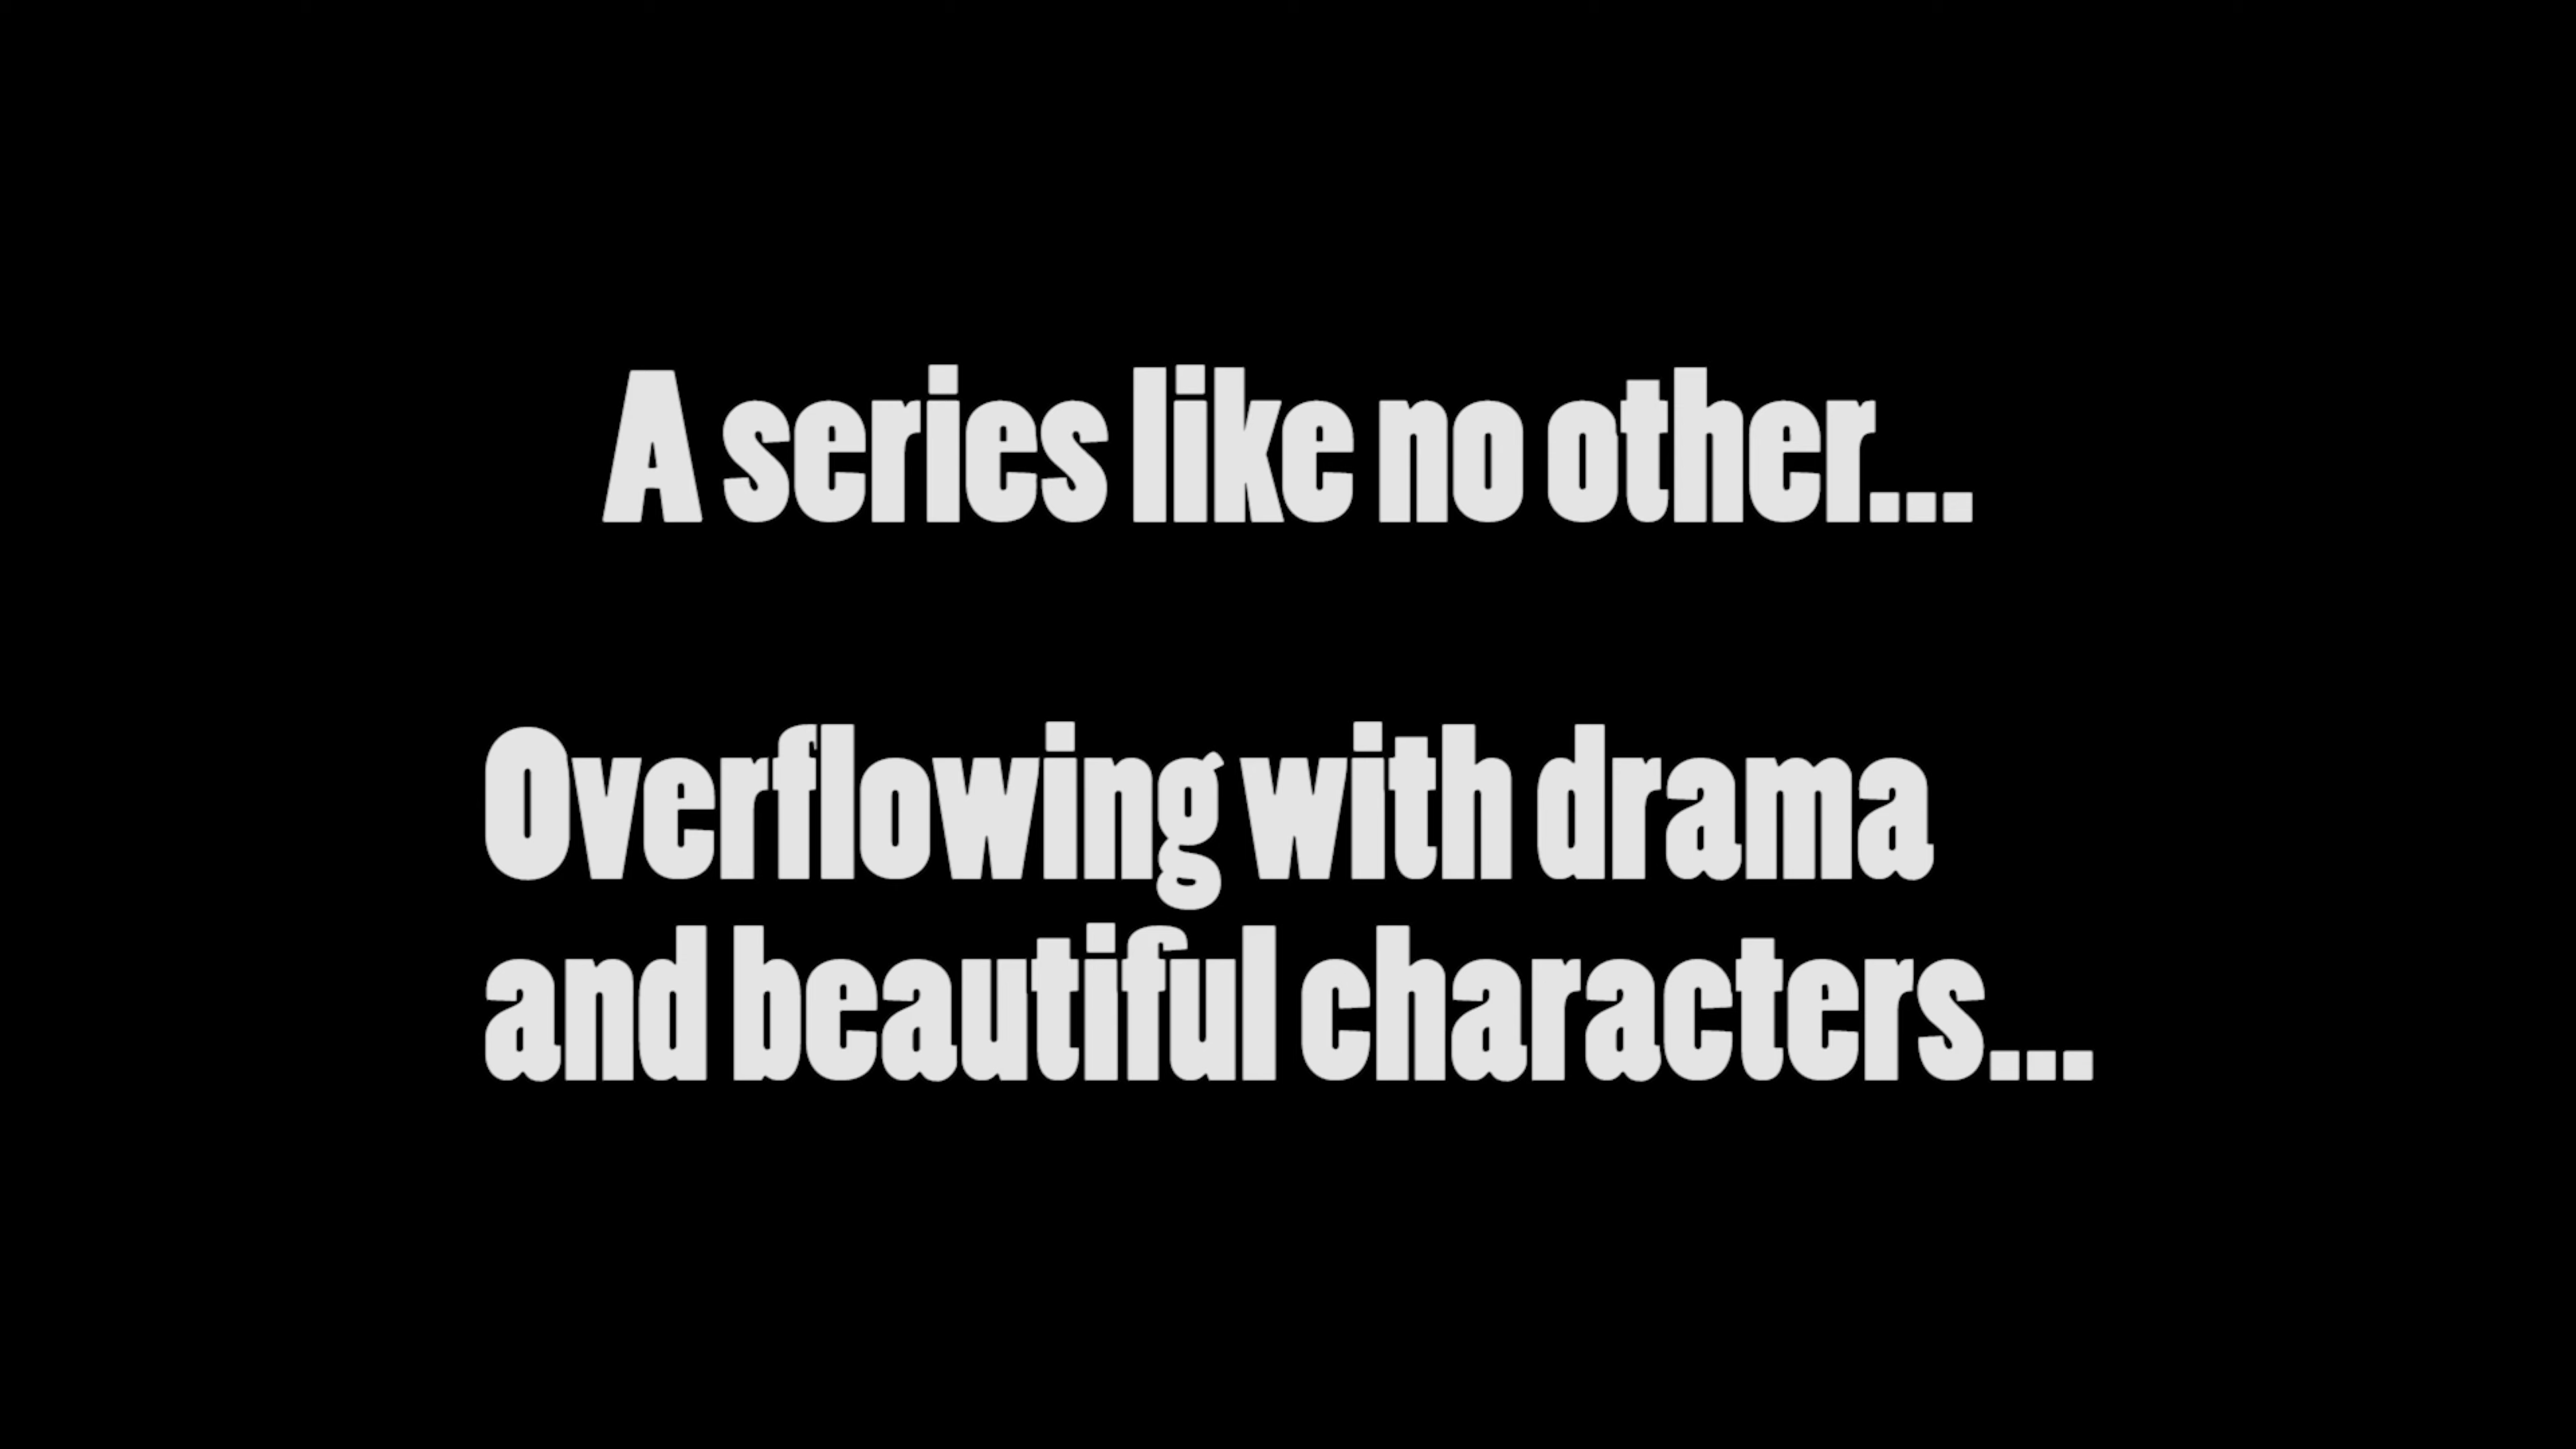 A series like no other...
Overflowing with drama
and beautiful characters...